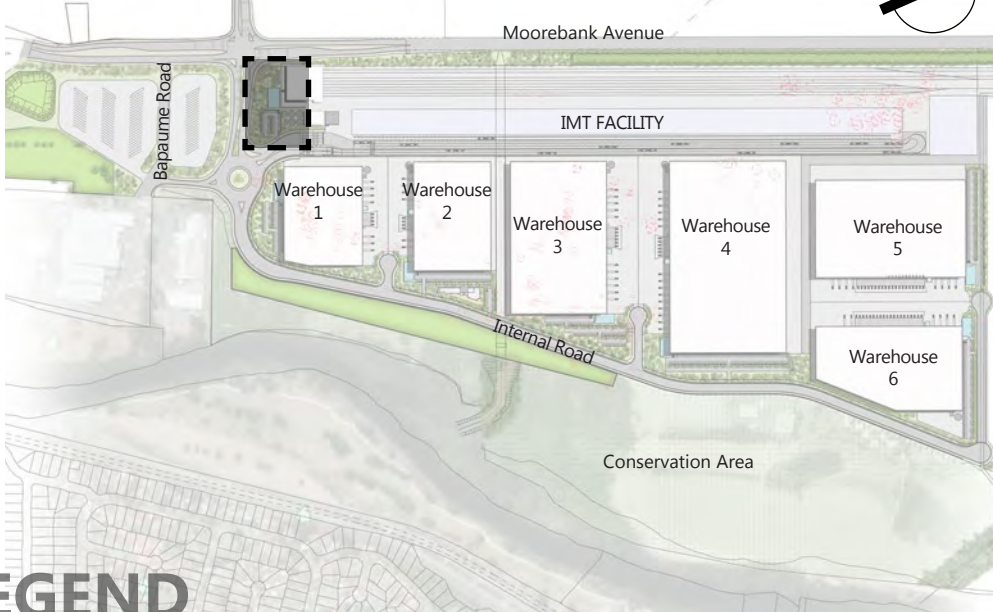 Moorebank Avenue
Bapaume Road
IMT FACILITY
Warehouse
1
Warehouse
2
Warehouse
3
Warehouse
4
Warehouse
5
Warehouse
6
Internal Road
Conservation Area
EGEND